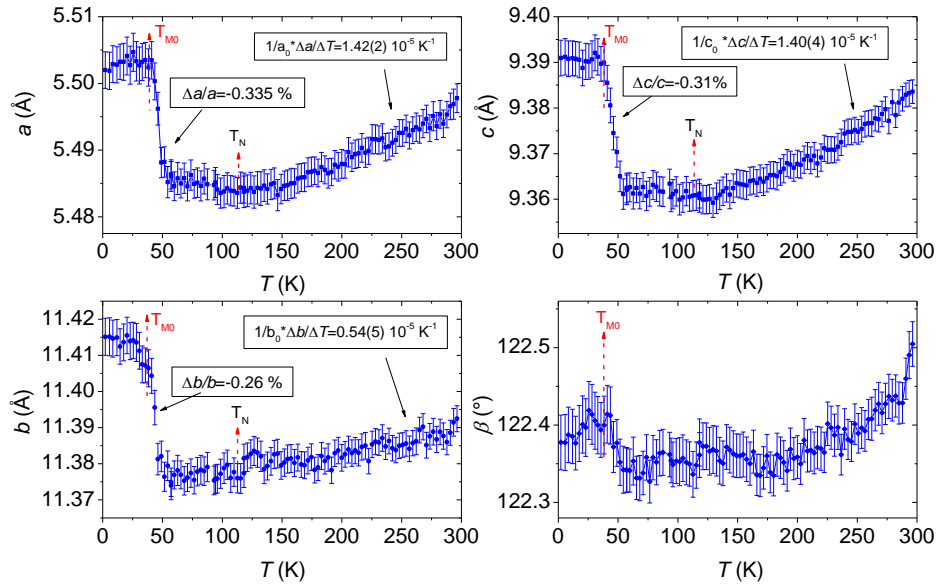 5.51
5.50
5.49
5.48
a (Å)
T_M0
1/a_0*Δa/ΔT=1.42(2) 10^-5 K^-1
Δa/a=-0.335 %
T_N
0 50 100 150 200 250 300
T (K)
9.40
9.39
9.38
9.37
9.36
c (Å)
T_M0
1/c_0 *Δc/ΔT=1.40(4) 10^-5 K^-1
Δc/c=-0.31%
T_N
0 50 100 150 200 250 300
T (K)
11.42
11.41
11.40
11.39
11.38
11.37
b (Å)
T_M0
1/b_0*Δb/ΔT=0.54(5) 10^-5 K^-1
Δb/b=-0.26 %
T_N
0 50 100 150 200 250 300
T (K)
122.5
122.4
122.3
β (°)
T_M0
0 50 100 150 200 250 300
T (K)